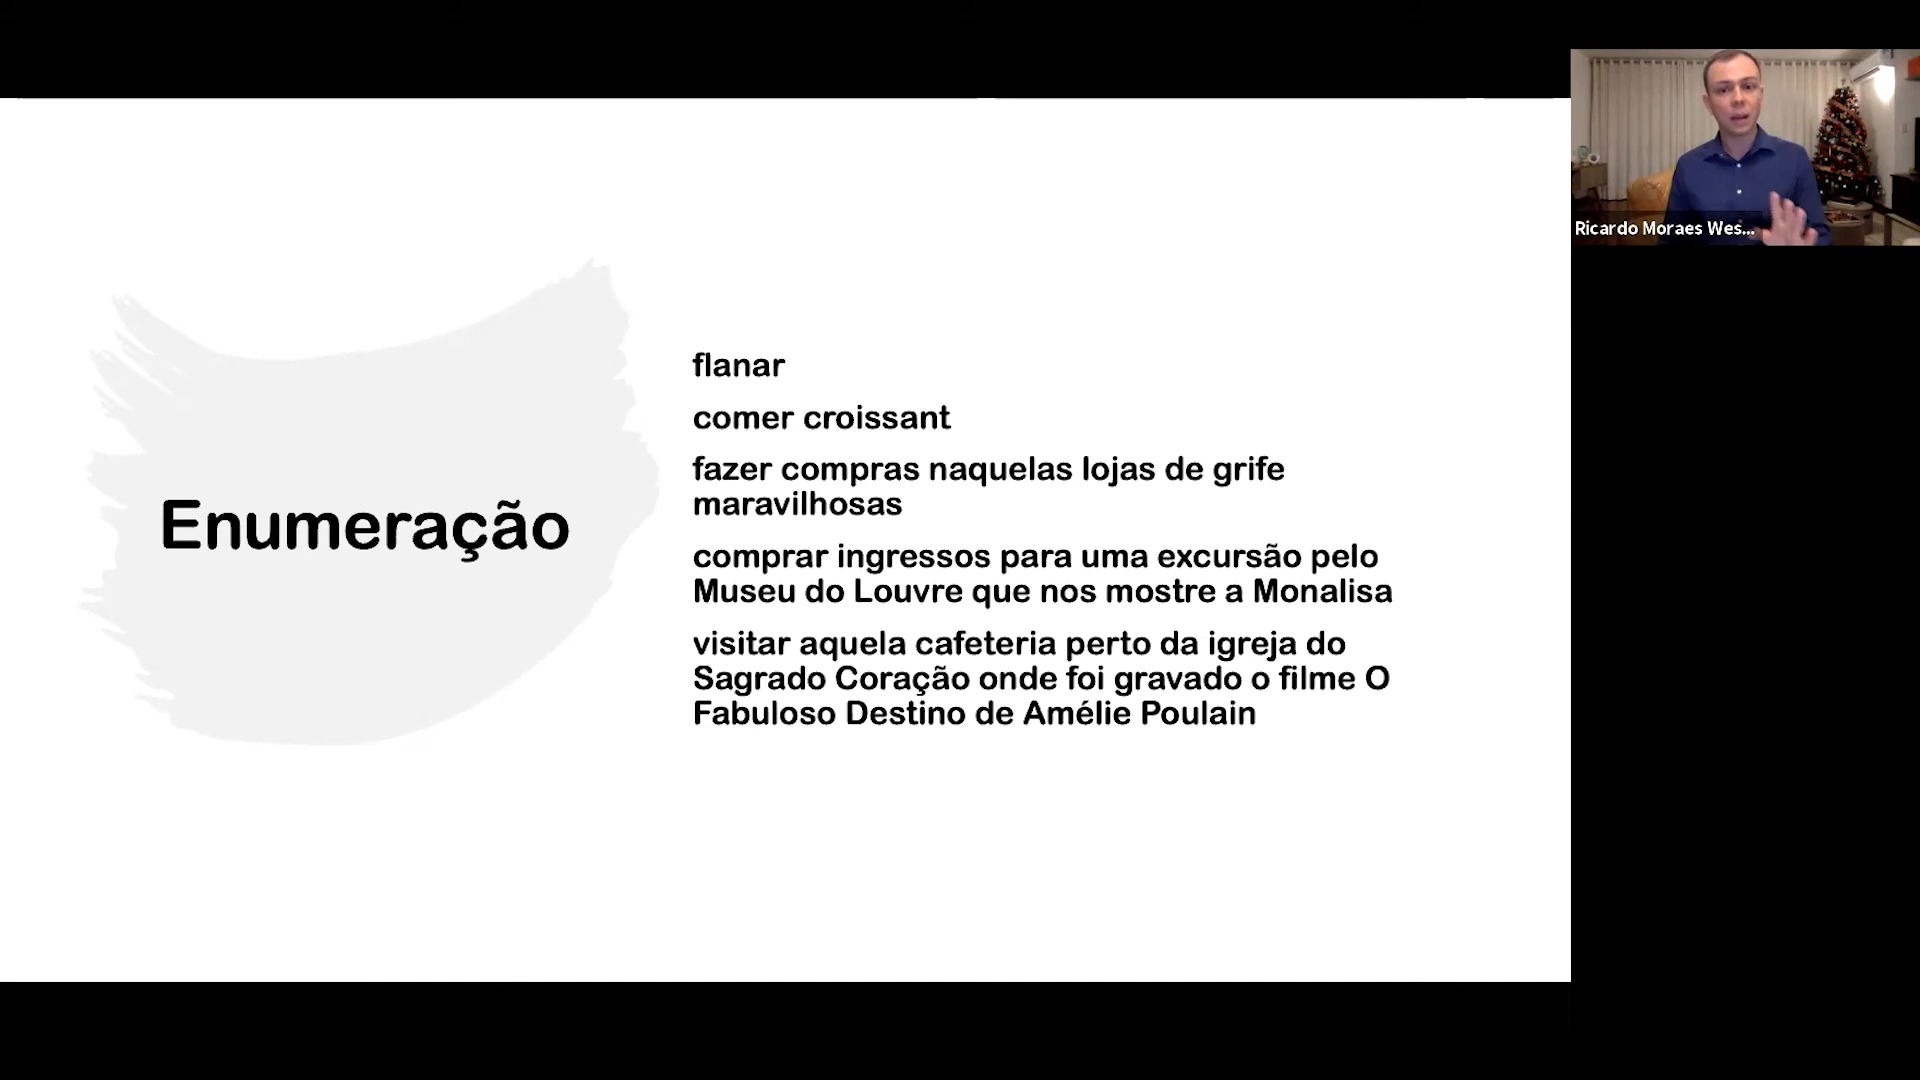 Enumeração
flanar
comer croissant
fazer compras naquelas lojas de grife
maravilhosas
comprar ingressos para uma excursão pelo
Museu do Louvre que nos mostre a Monalisa
visitar aquela cafeteria perto da igreja do
Sagrado Coração onde foi gravado o filme O
Fabuloso Destino de Amélie Poulain
Ricardo Moraes Wes...